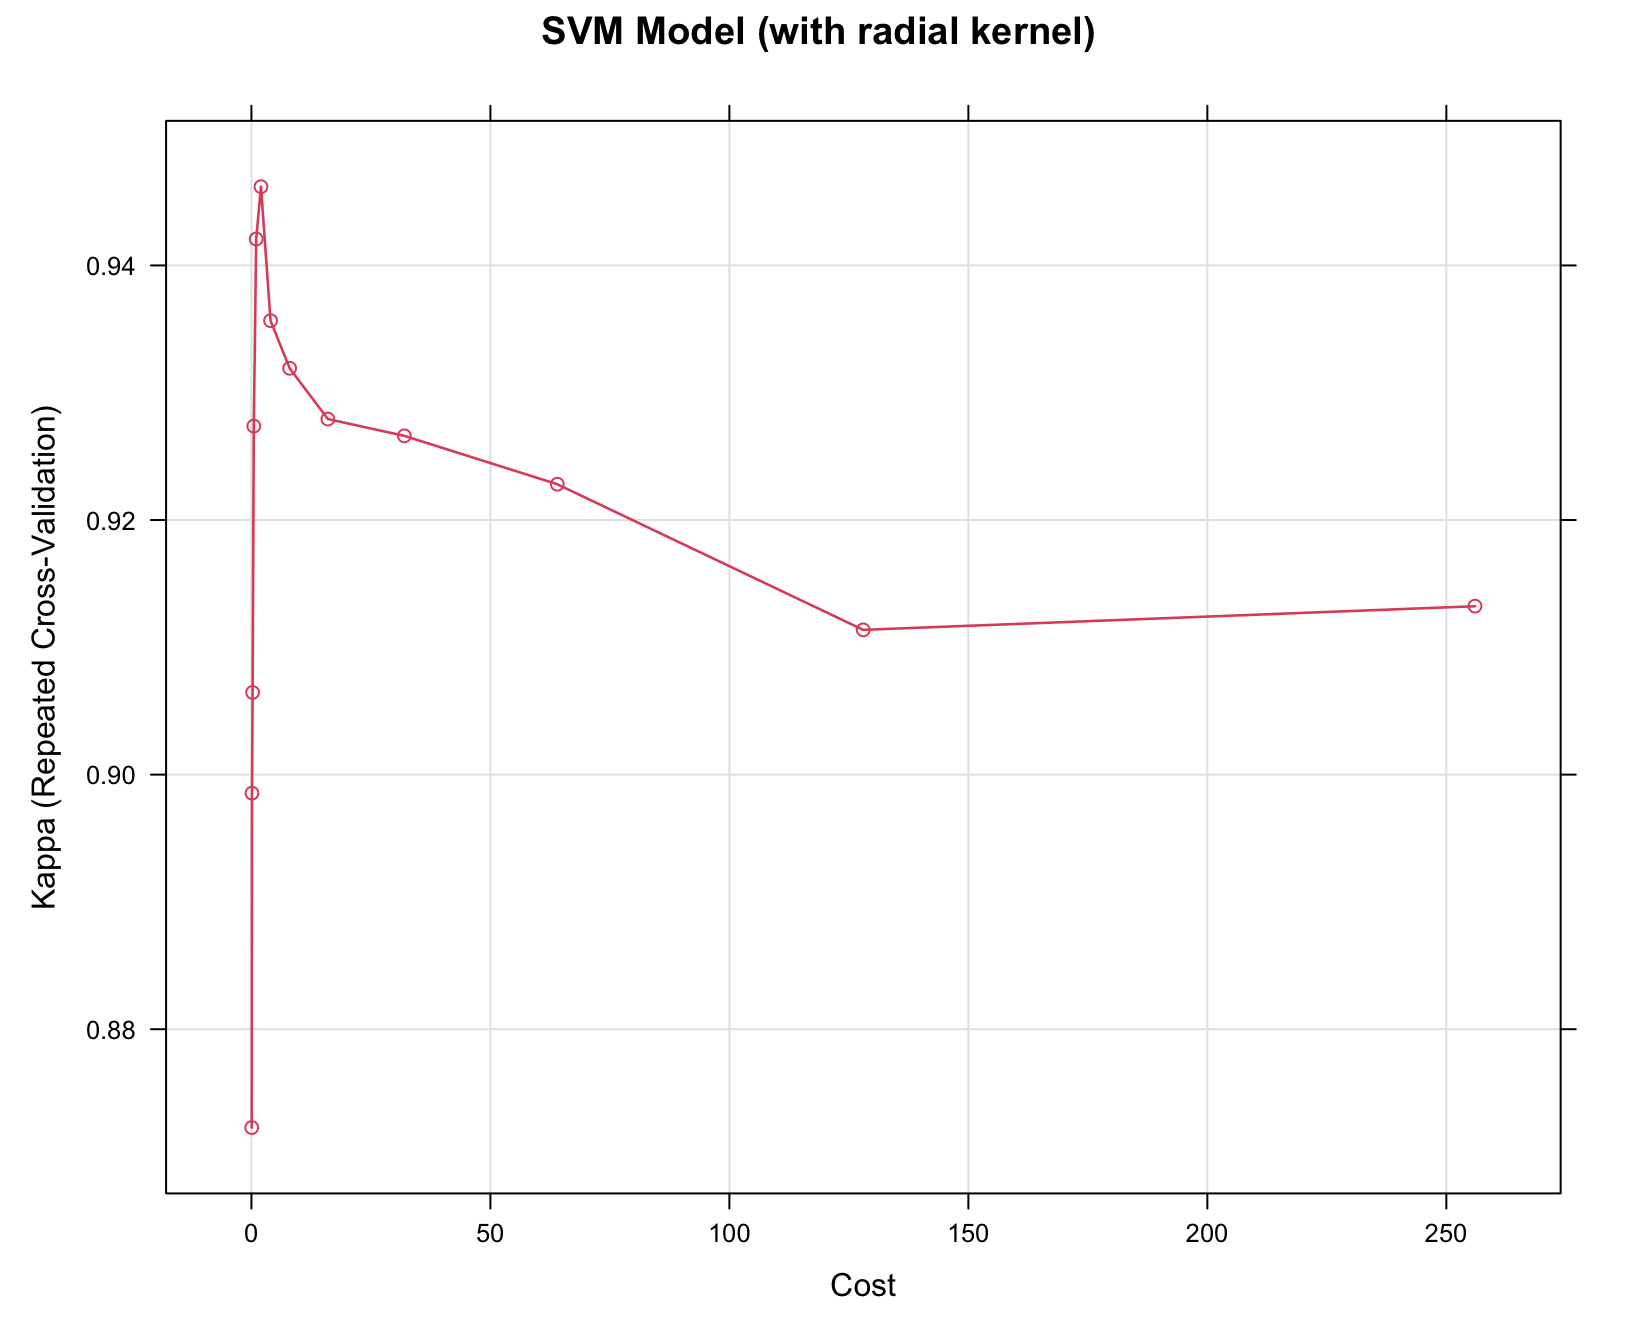 SVM Model (with radial kernel)
Kappa (Repeated Cross-Validation)
0.94
0.92
0.90
0.88
0 50 100 150 200 250
Cost